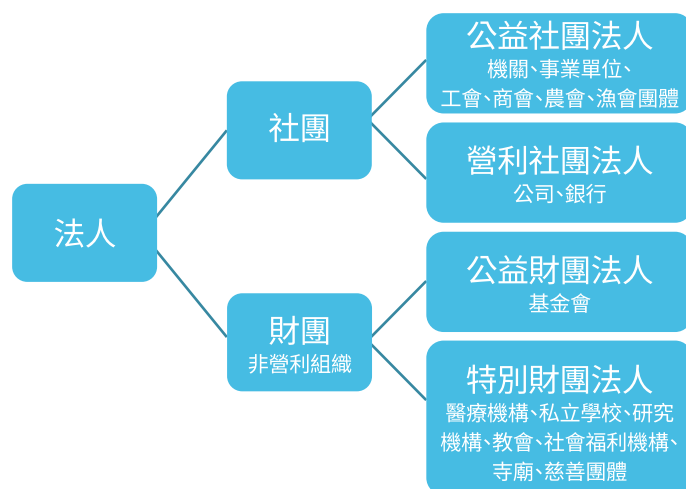 法人
社團
公益社團法人
機關、事業單位、
工會、商會、農會、漁會團體
營利社團法人
公司、銀行
財團
非營利組織
公益財團法人
基金會
特別財團法人
醫療機構、私立學校、研究
機構、教會、社會福利機構、
寺廟、慈善團體